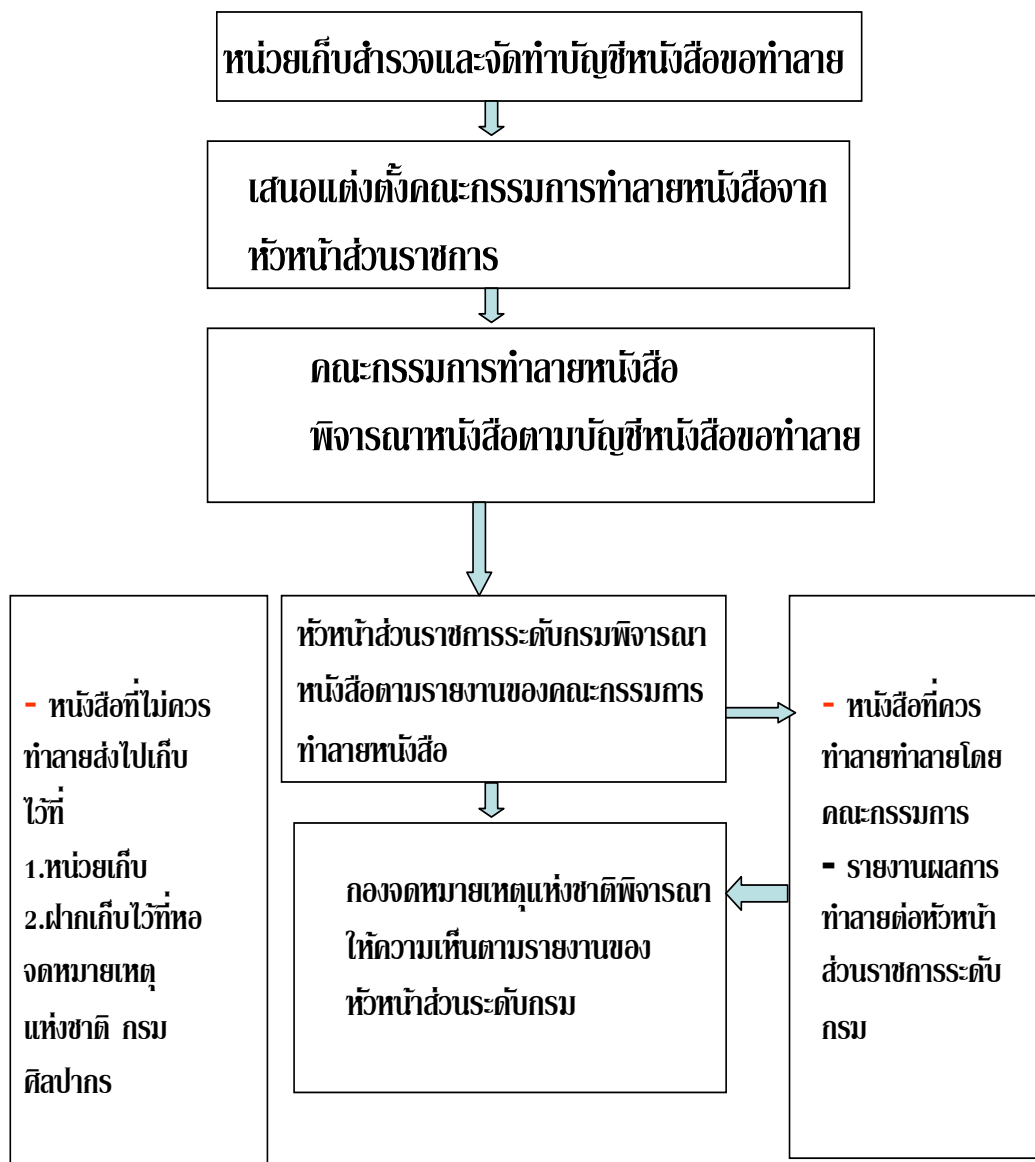 หน่วยเก็บสำรวจและจัดทำบัญชีหนังสือขอทำลาย
เสนอแต่งตั้งคณะกรรมการทำลายหนังสือจาก
หัวหน้าส่วนราชการ
คณะกรรมการทำลายหนังสือ
พิจารณาหนังสือตามบัญชีหนังสือขอทำลาย
- หนังสือที่ไม่ควร
ทำลายส่งไปเก็บ
ไว้ที่
1.หน่วยเก็บ
2.ฝากเก็บไว้ที่หอ
จดหมายเหตุ
แห่งชาติ กรม
ศิลปากร
หัวหน้าส่วนราชการระดับกรมพิจารณา
หนังสือตามรายงานของคณะกรรมการ
ทำลายหนังสือ
กองจดหมายเหตุแห่งชาติพิจารณา
ให้ความเห็นตามรายงานของ
หัวหน้าส่วนระดับกรม
- หนังสือที่ควร
ทำลายทำลายโดย
คณะกรรมการ
- รายงานผลการ
ทำลายต่อหัวหน้า
ส่วนราชการระดับ
กรม